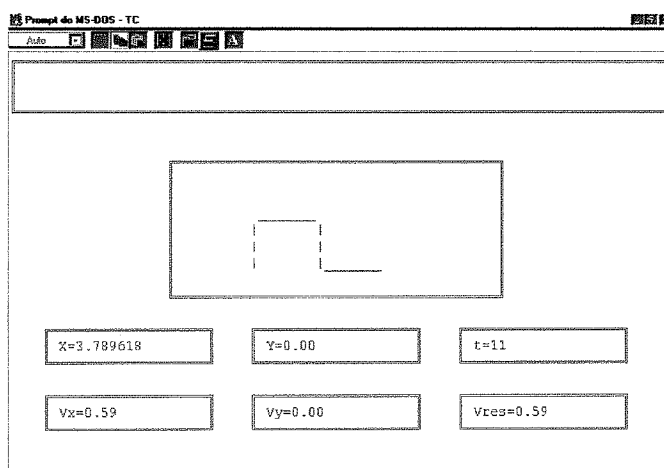 Prompt do MS-DOS - TC
Auto
A
X=3.789618
Y=0.00
t=11
Vx=0.59
Vy=0.00
Vres=0.59